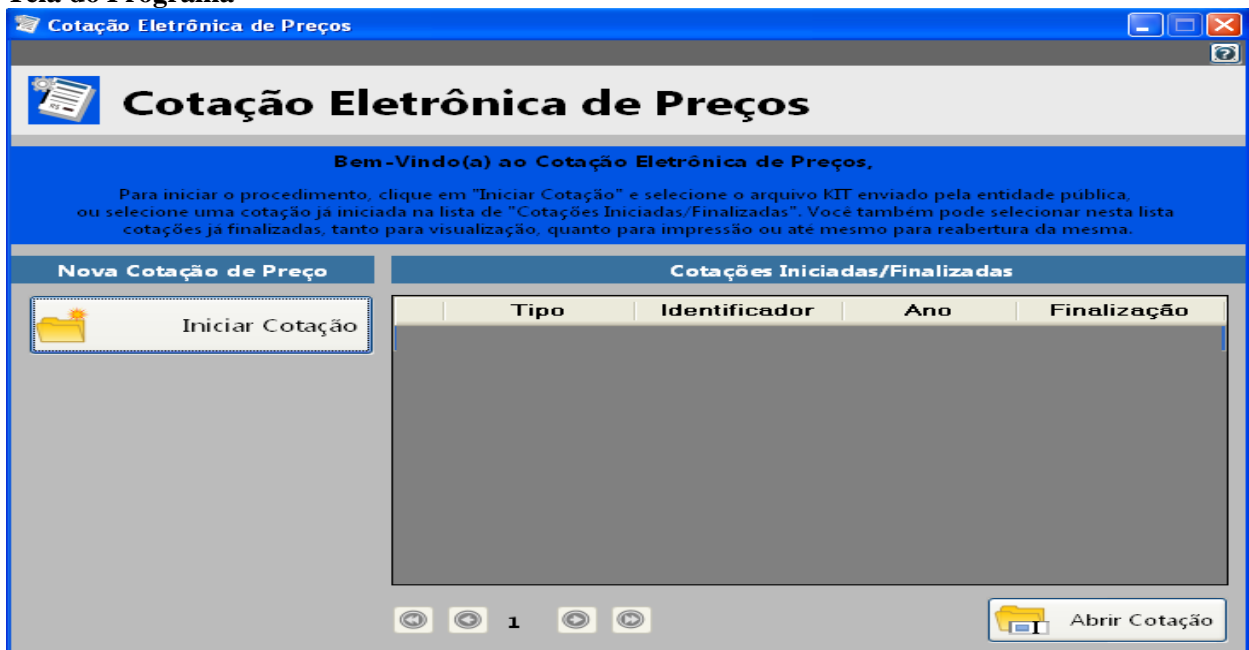 Tela do Programa
Cotação Eletrônica de Preços
Cotação Eletrônica de Preços
Bem-Vindo(a) ao Cotação Eletrônica de Preços,
Para iniciar o procedimento, clique em "Iniciar Cotação" e selecione o arquivo KIT enviado pela entidade pública,
ou selecione uma cotação já iniciada na lista de "Cotações Iniciadas/Finalizadas". Você também pode selecionar nesta lista
cotações já finalizadas, tanto para visualização, quanto para impressão ou até mesmo para reabertura da mesma.
Nova Cotação de Preço
Cotações Iniciadas/Finalizadas
Iniciar Cotação
Tipo Identificador Ano Finalização
1
Abrir Cotação